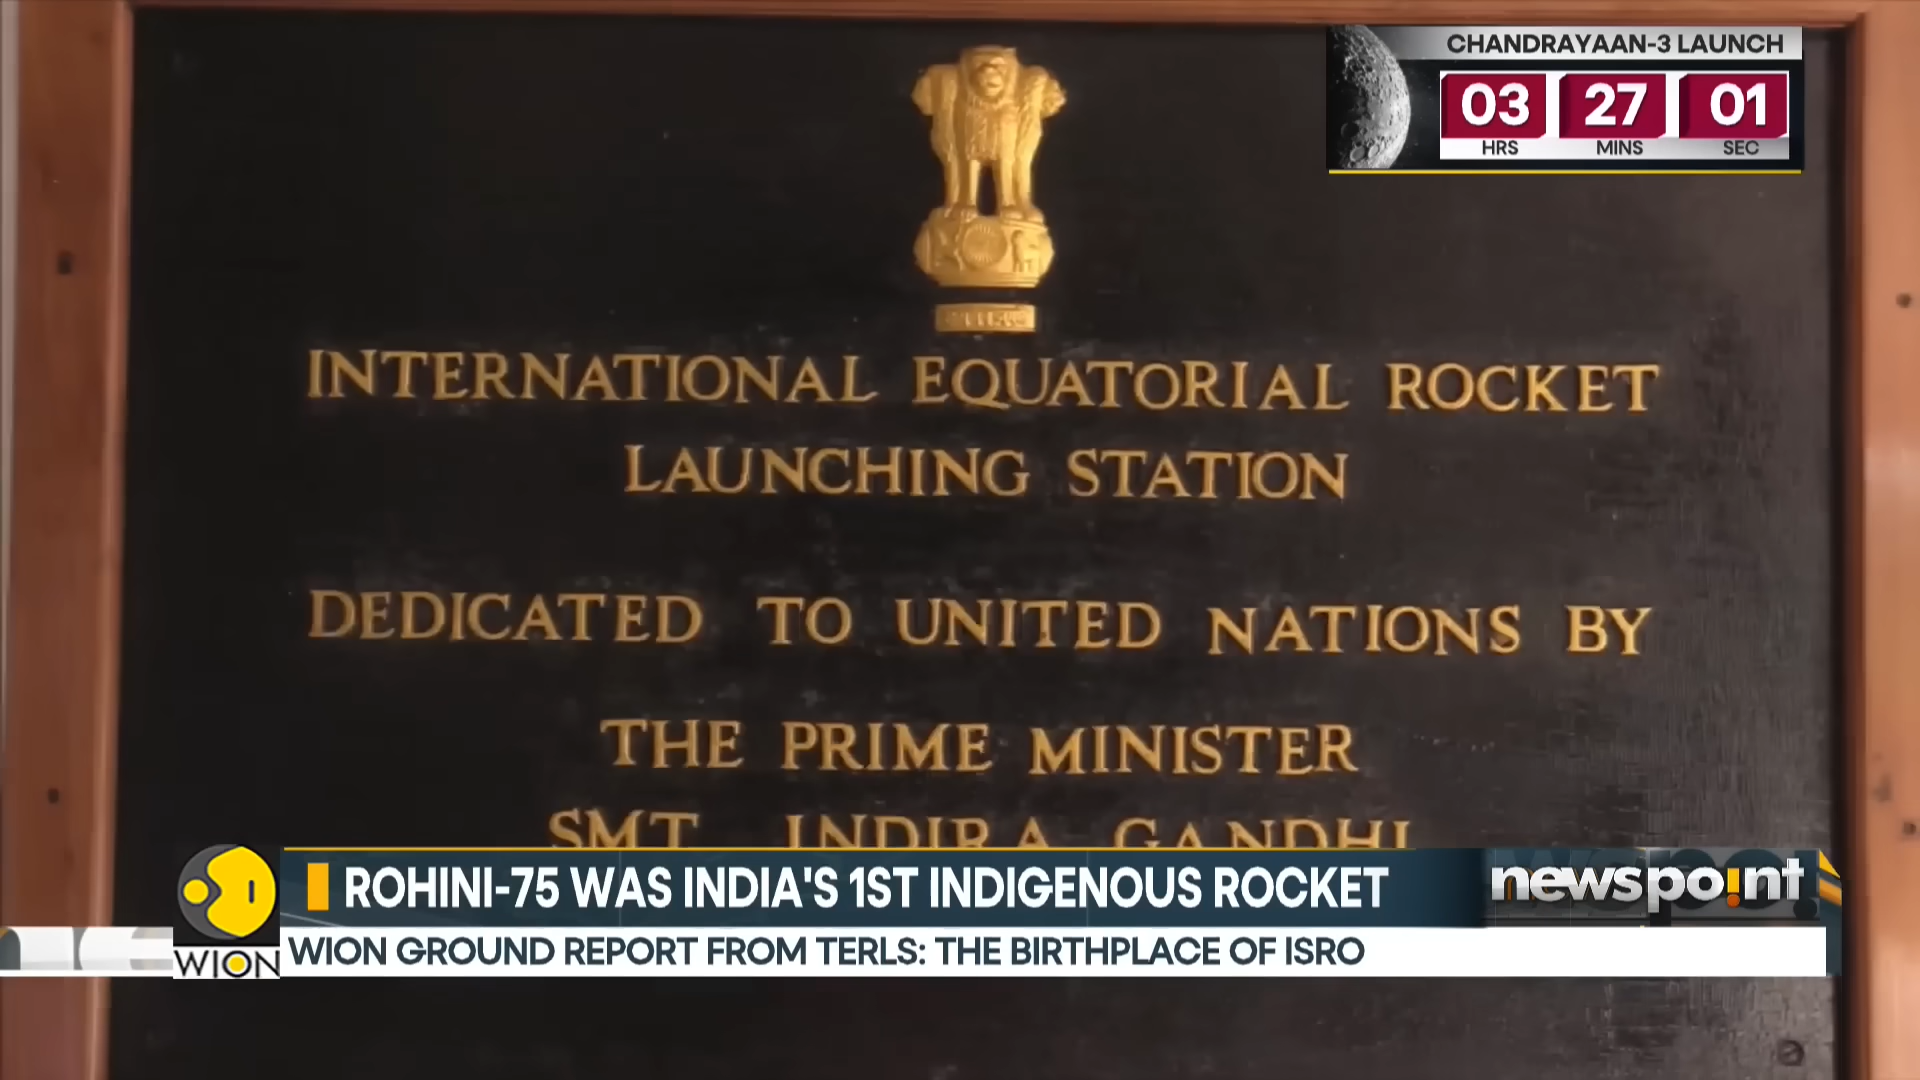 CHANDRAYAAN-3 LAUNCH
03 27 01
HRS MINS SEC
INTERNATIONAL EQUATORIAL ROCKET
LAUNCHING STATION
DEDICATED TO UNITED NATIONS BY
THE PRIME MINISTER
SMT. INDIRA GANDHI
ROHINI-75 WAS INDIA'S 1ST INDIGENOUS ROCKET
newspoint
WION GROUND REPORT FROM TERLS: THE BIRTHPLACE OF ISRO
WION